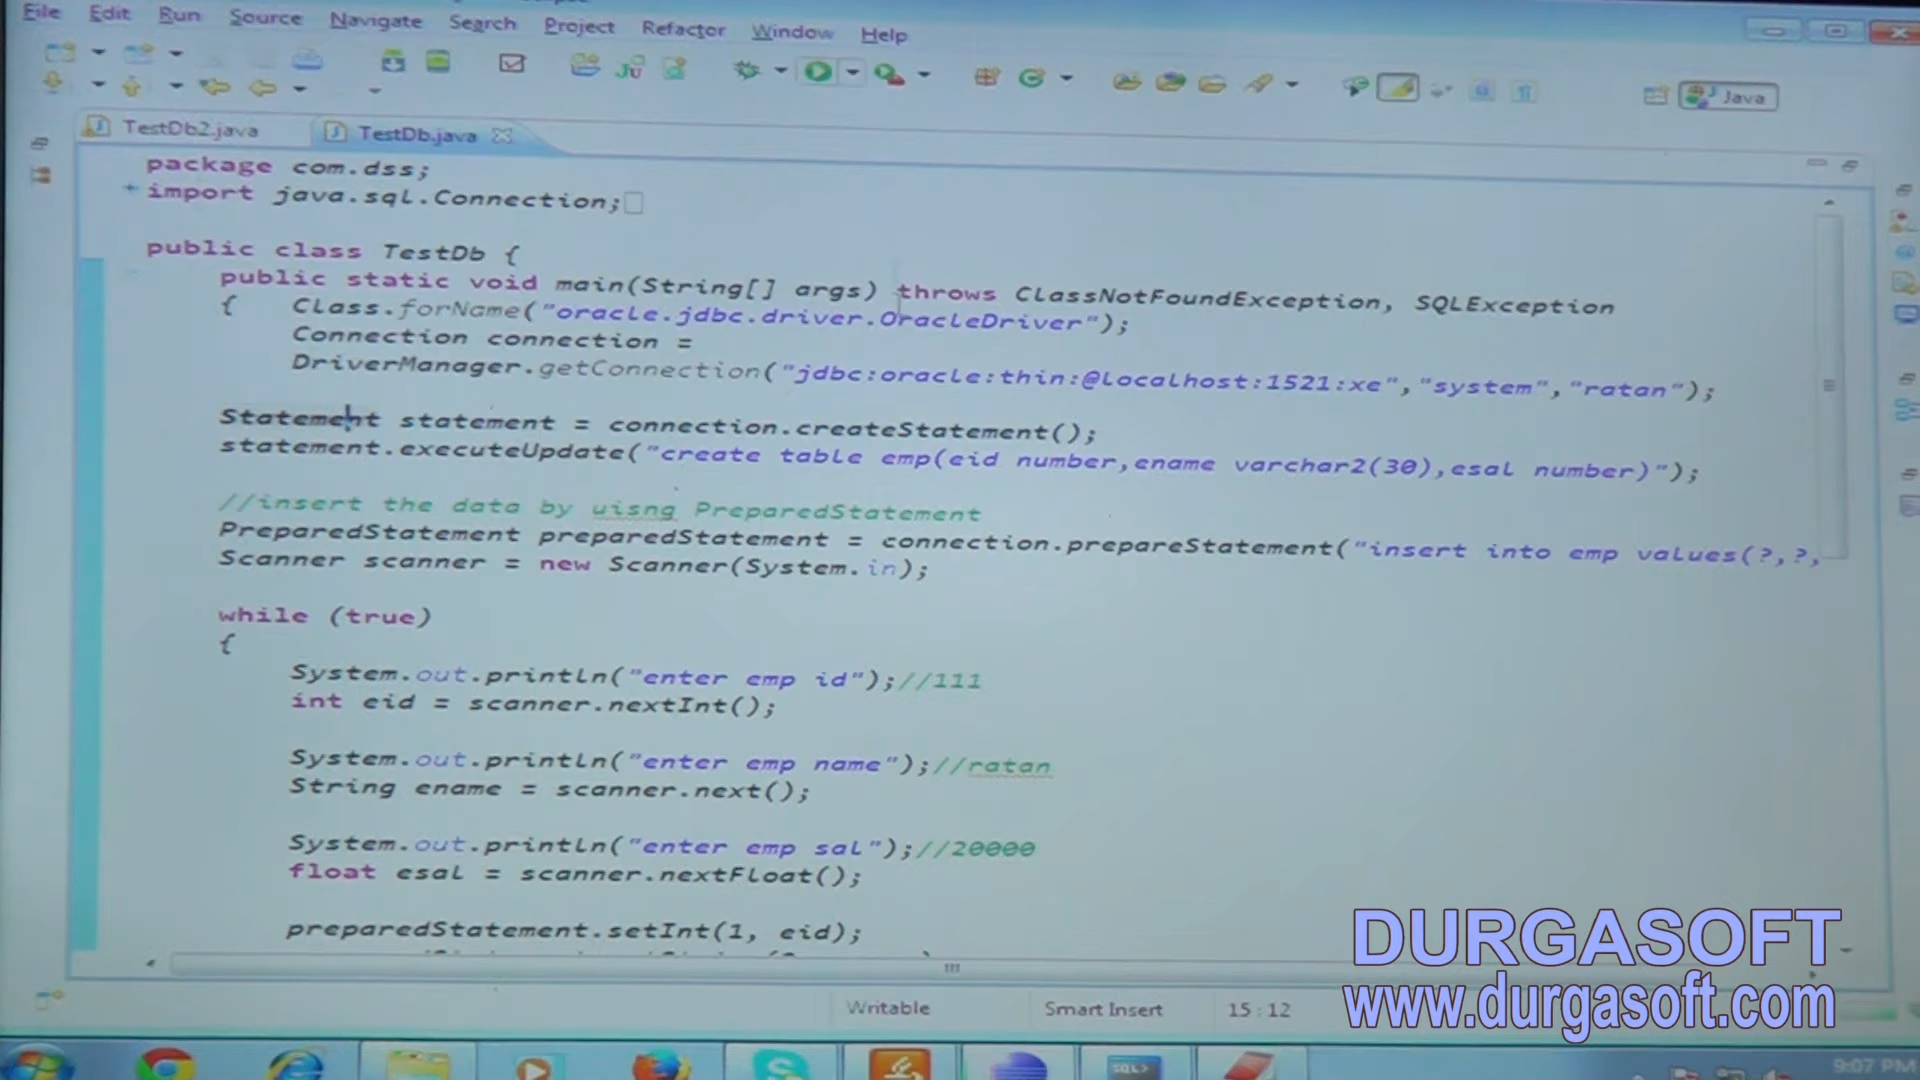 File Edit Run Source Navigate Search Project Refactor Window Help
Java
TestDb2.java TestDb.java
package com.dss;
import java.sql.Connection;
public class TestDb {
public static void main(String[] args) throws ClassNotFoundException, SQLException
{ Class.forName("oracle.jdbc.driver.OracleDriver");
Connection connection =
DriverManager.getConnection("jdbc:oracle:thin:@localhost:1521:xe","system","ratan");
Statement statement = connection.createStatement();
statement.executeUpdate("create table emp(eid number,ename varchar2(30),esal number)");
//insert the data by uisng PreparedStatement
PreparedStatement preparedStatement = connection.prepareStatement("insert into emp values(?,?,
Scanner scanner = new Scanner(System.in);
while (true)
{
System.out.println("enter emp id");//111
int eid = scanner.nextInt();
System.out.println("enter emp name");//ratan
String ename = scanner.next();
System.out.println("enter emp sal");//20000
float esal = scanner.nextFloat();
preparedStatement.setInt(1, eid);
DURGASOFT
www.durgasoft.com
Writable Smart Insert 15 : 12
SQL>
9:07 PM